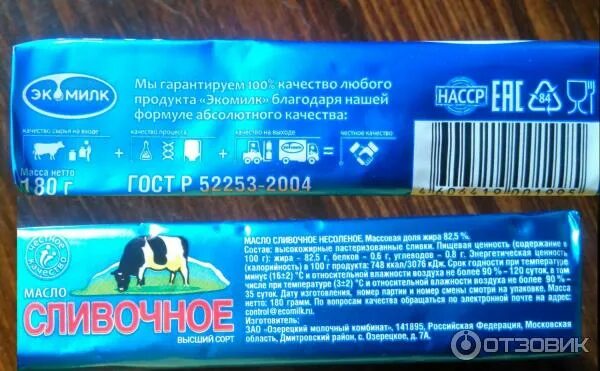 ЭКОМИЛК
Мы гарантируем 100% качество любого
продукта «Экомилк» благодаря нашей
формуле абсолютного качества:
качество сырья на входе
качество процесса
качество на выходе
честное качество
+ + =
Масса нетто
180 г
ГОСТ Р 52253-2004
HACCP EAC 84
4604419001995
ЧЕСТНОЕ КАЧЕСТВО
МАСЛО
СЛИВОЧНОЕ
ВЫСШИЙ СОРТ
МАСЛО СЛИВОЧНОЕ НЕСОЛЕНОЕ. Массовая доля жира 82,5 %.
Состав: высокожирные пастеризованные сливки. Пищевая ценность (содержание в
100 г): жира – 82,5 г, белков – 0,6 г, углеводов – 0,8 г. Энергетическая ценность
(калорийность) в 100 г продукта: 748 ккал/3076 кДж. Срок годности при температуре
минус (16±2) °С и относительной влажности воздуха не более 90 % - 120 суток, в том
числе при температуре (3±2) °С и относительной влажности воздуха не более 90% -
35 суток. Дата изготовления, номер партии и номер смены смотри на упаковке. Масса
нетто: 180 грамм. По вопросам качества обращаться по электронной почте на адрес:
control@ecomilk.ru.
Изготовитель:
ЗАО «Озерецкий молочный комбинат», 141895, Российская Федерация, Московская
область, Дмитровский район, с. Озерецкое, д. 7А.
ОТЗОВИК